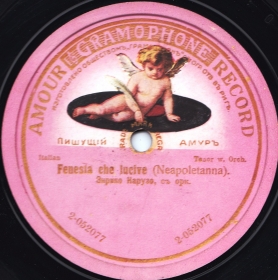 AMOUR GRAMOPHONE RECORD
ПИШУЩІЙ АМУРЪ
Italian Tenor w. Orch.
Fenesta che lucive (Neapoletanna).
Энрико Карузо, съ орк.
2-052077
2-052077